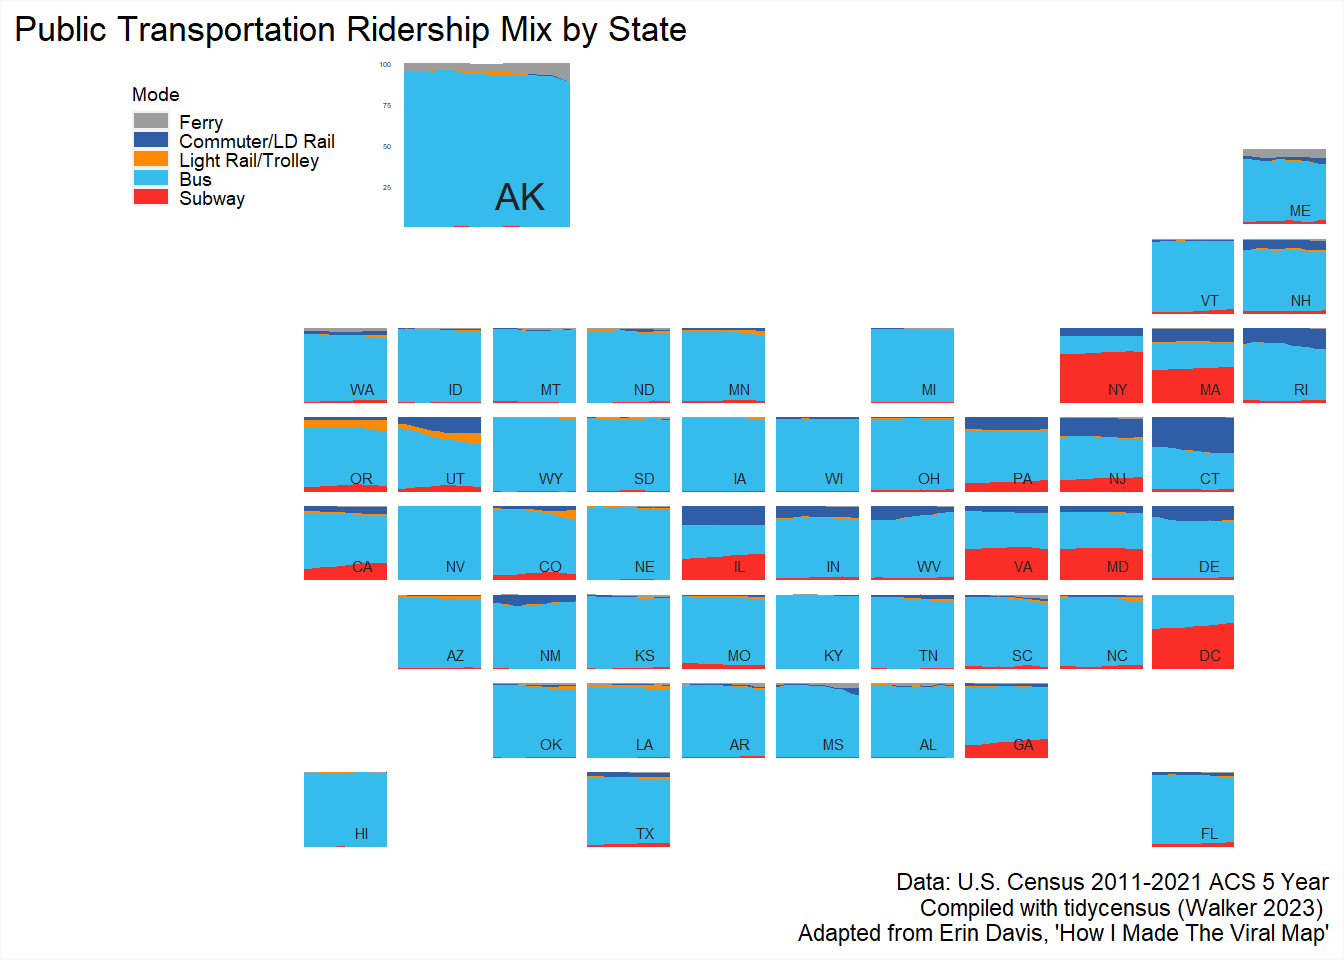 Public Transportation Ridership Mix by State
Mode
Ferry
Commuter/LD Rail
Light Rail/Trolley
Bus
Subway
100
75
50
25
AK
ME
VT NH
WA ID MT ND MN MI NY MA RI
OR UT WY SD IA WI OH PA NJ CT
CA NV CO NE IL IN WV VA MD DE
AZ NM KS MO KY TN SC NC DC
OK LA AR MS AL GA
HI TX FL
Data: U.S. Census 2011-2021 ACS 5 Year
Compiled with tidycensus (Walker 2023)
Adapted from Erin Davis, 'How I Made The Viral Map'